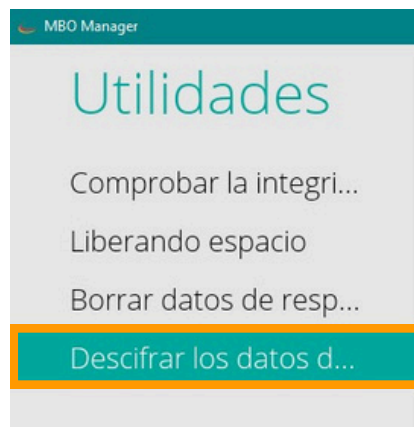 MBO Manager
Utilidades
Comprobar la integri...
Liberando espacio
Borrar datos de resp...
Descifrar los datos d...